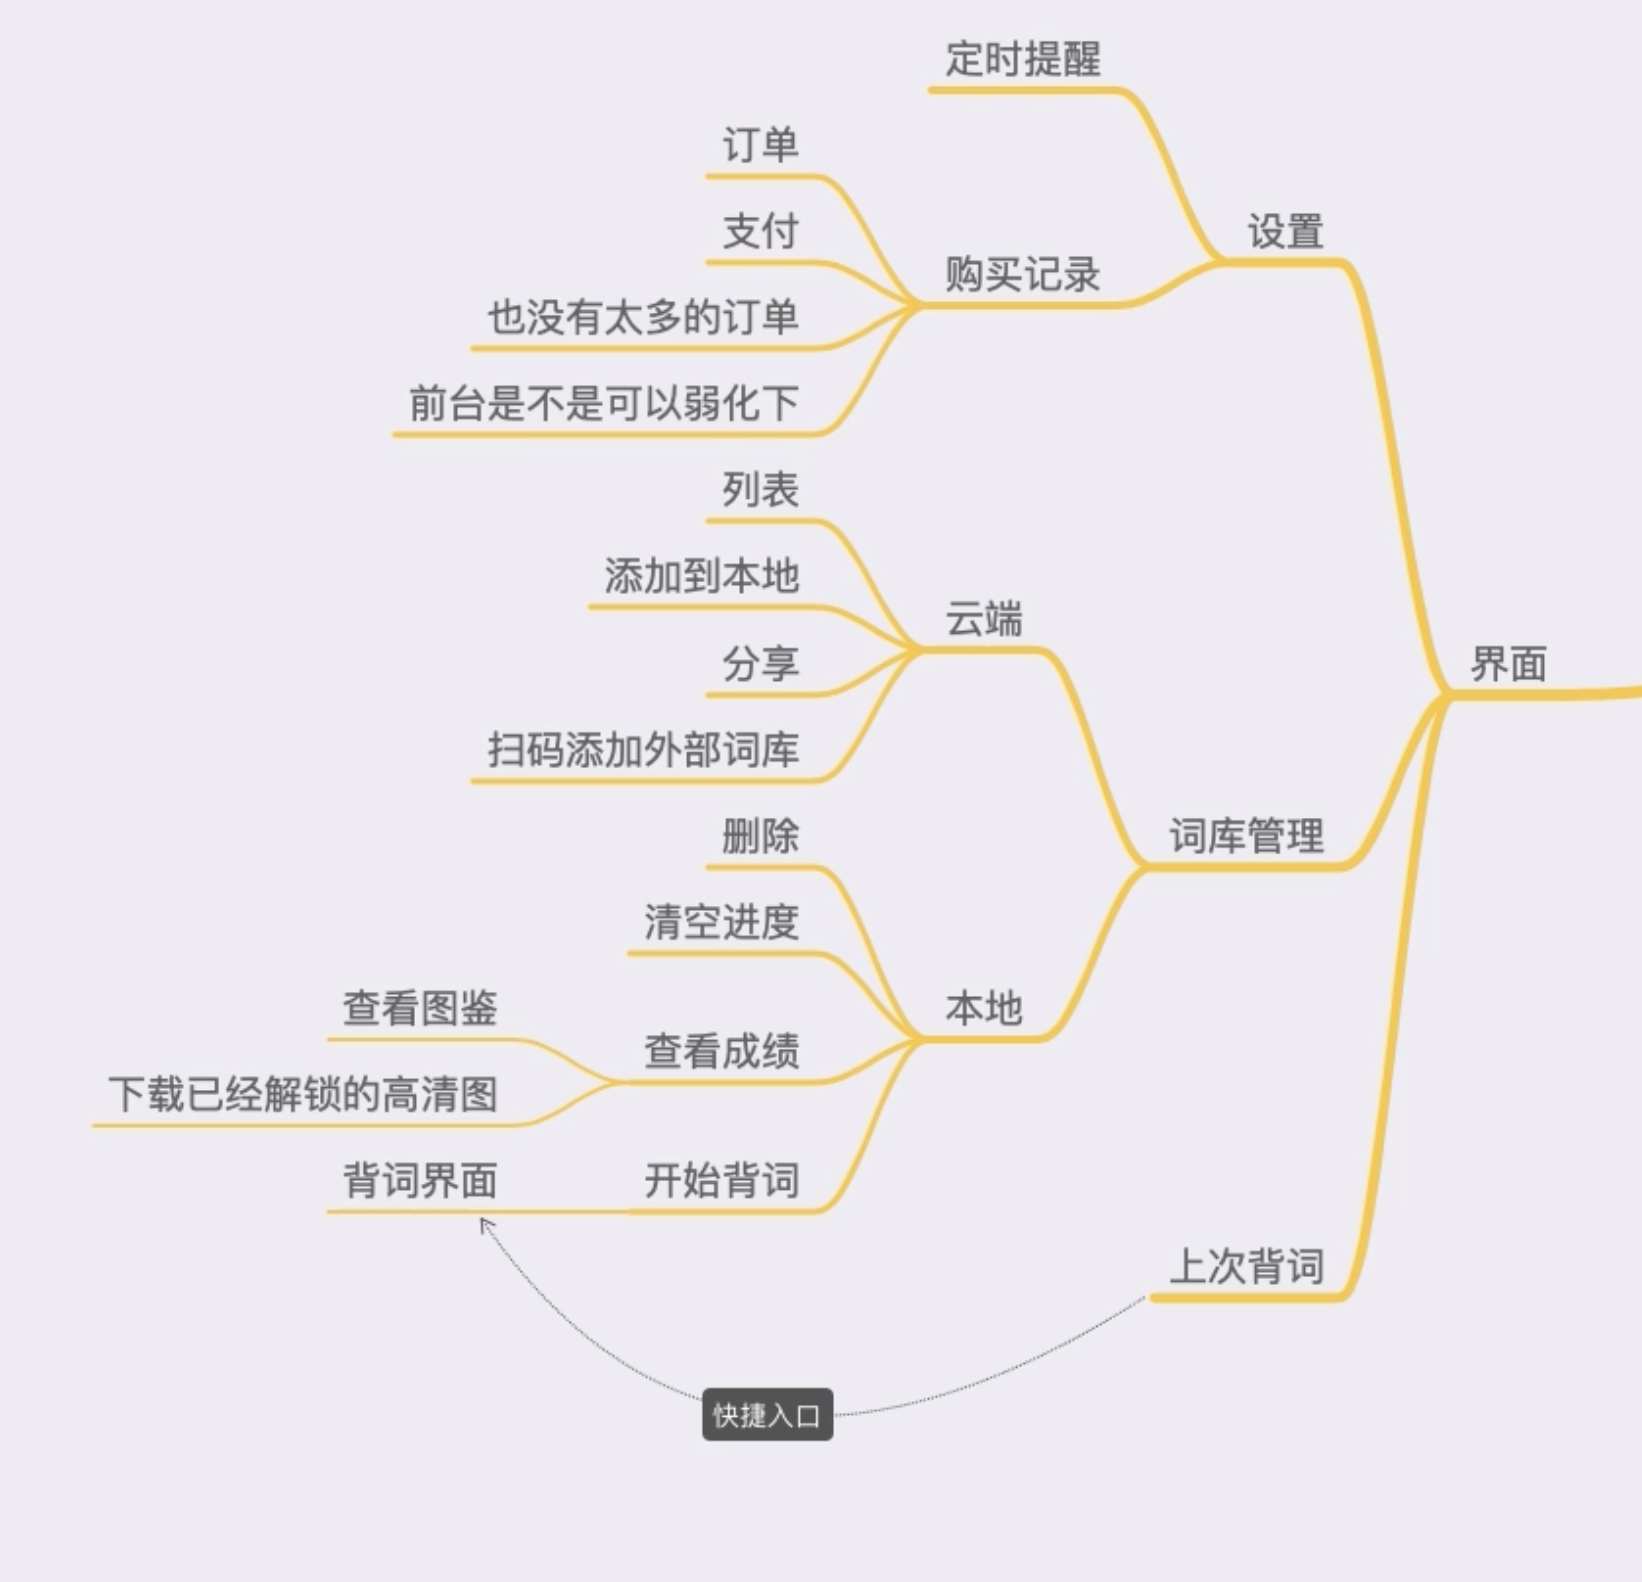 定时提醒
订单
支付
设置
购买记录
也没有太多的订单
前台是不是可以弱化下
列表
添加到本地
云端
分享
界面
扫码添加外部词库
删除
词库管理
清空进度
查看图鉴
本地
查看成绩
下载已经解锁的高清图
背词界面
开始背词
上次背词
快捷入口